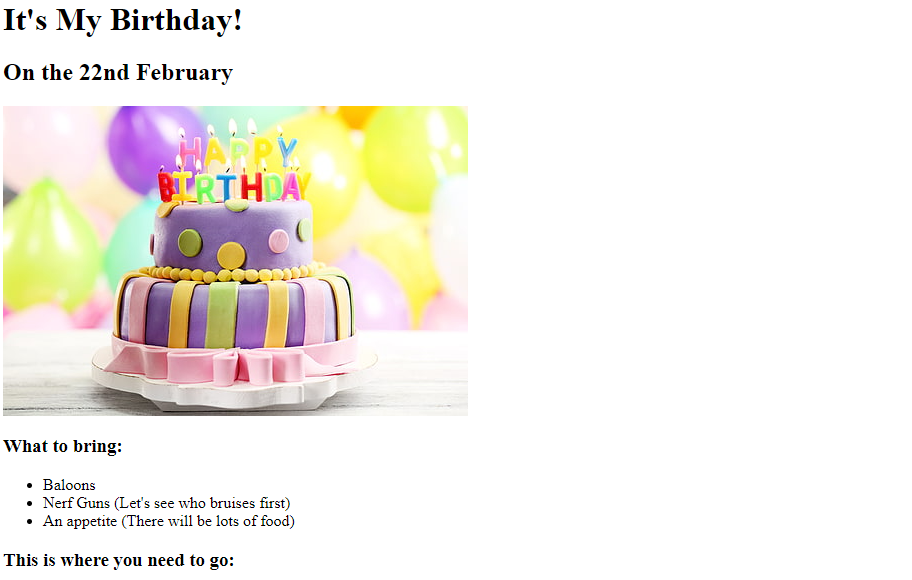 It's My Birthday!
On the 22nd February
HAPPY
BIRTHDAY
What to bring:
Baloons
Nerf Guns (Let's see who bruises first)
An appetite (There will be lots of food)
This is where you need to go: